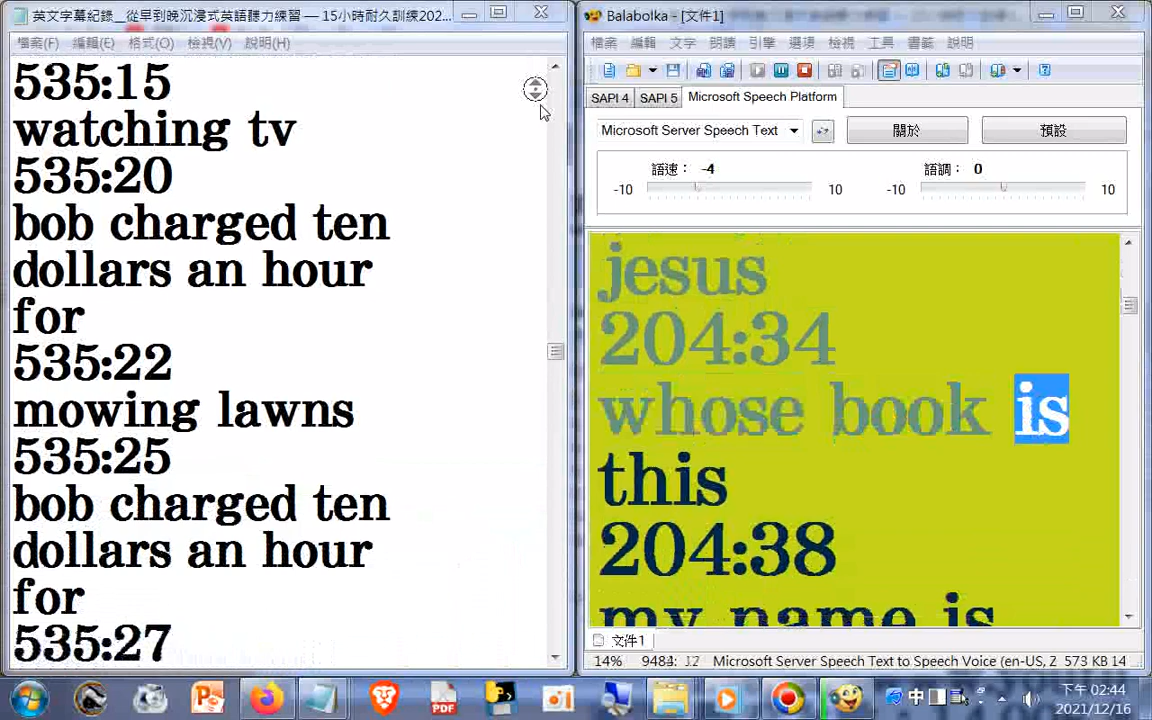 英文字幕紀錄__從早到晚沉浸式英語聽力練習 — 15小時耐久訓練202...
檔案(F) 編輯(E) 格式(O) 檢視(V) 說明(H)
535:15
watching tv
535:20
bob charged ten
dollars an hour
for
535:22
mowing lawns
535:25
bob charged ten
dollars an hour
for
535:27
Balabolka - [文件1]
檔案 編輯 文字 朗讀 引擎 選項 檢視 工具 書籤 說明
SAPI 4 SAPI 5 Microsoft Speech Platform
Microsoft Server Speech Text 關於 預設
語速： -4 語調： 0
-10 10 -10 10
jesus
204:34
whose book is
this
204:38
my name is
文件1
14% 9484: 12 Microsoft Server Speech Text to Speech Voice (en-US, Z 573 KB 14
PDF 中 下午 02:44
2021/12/16